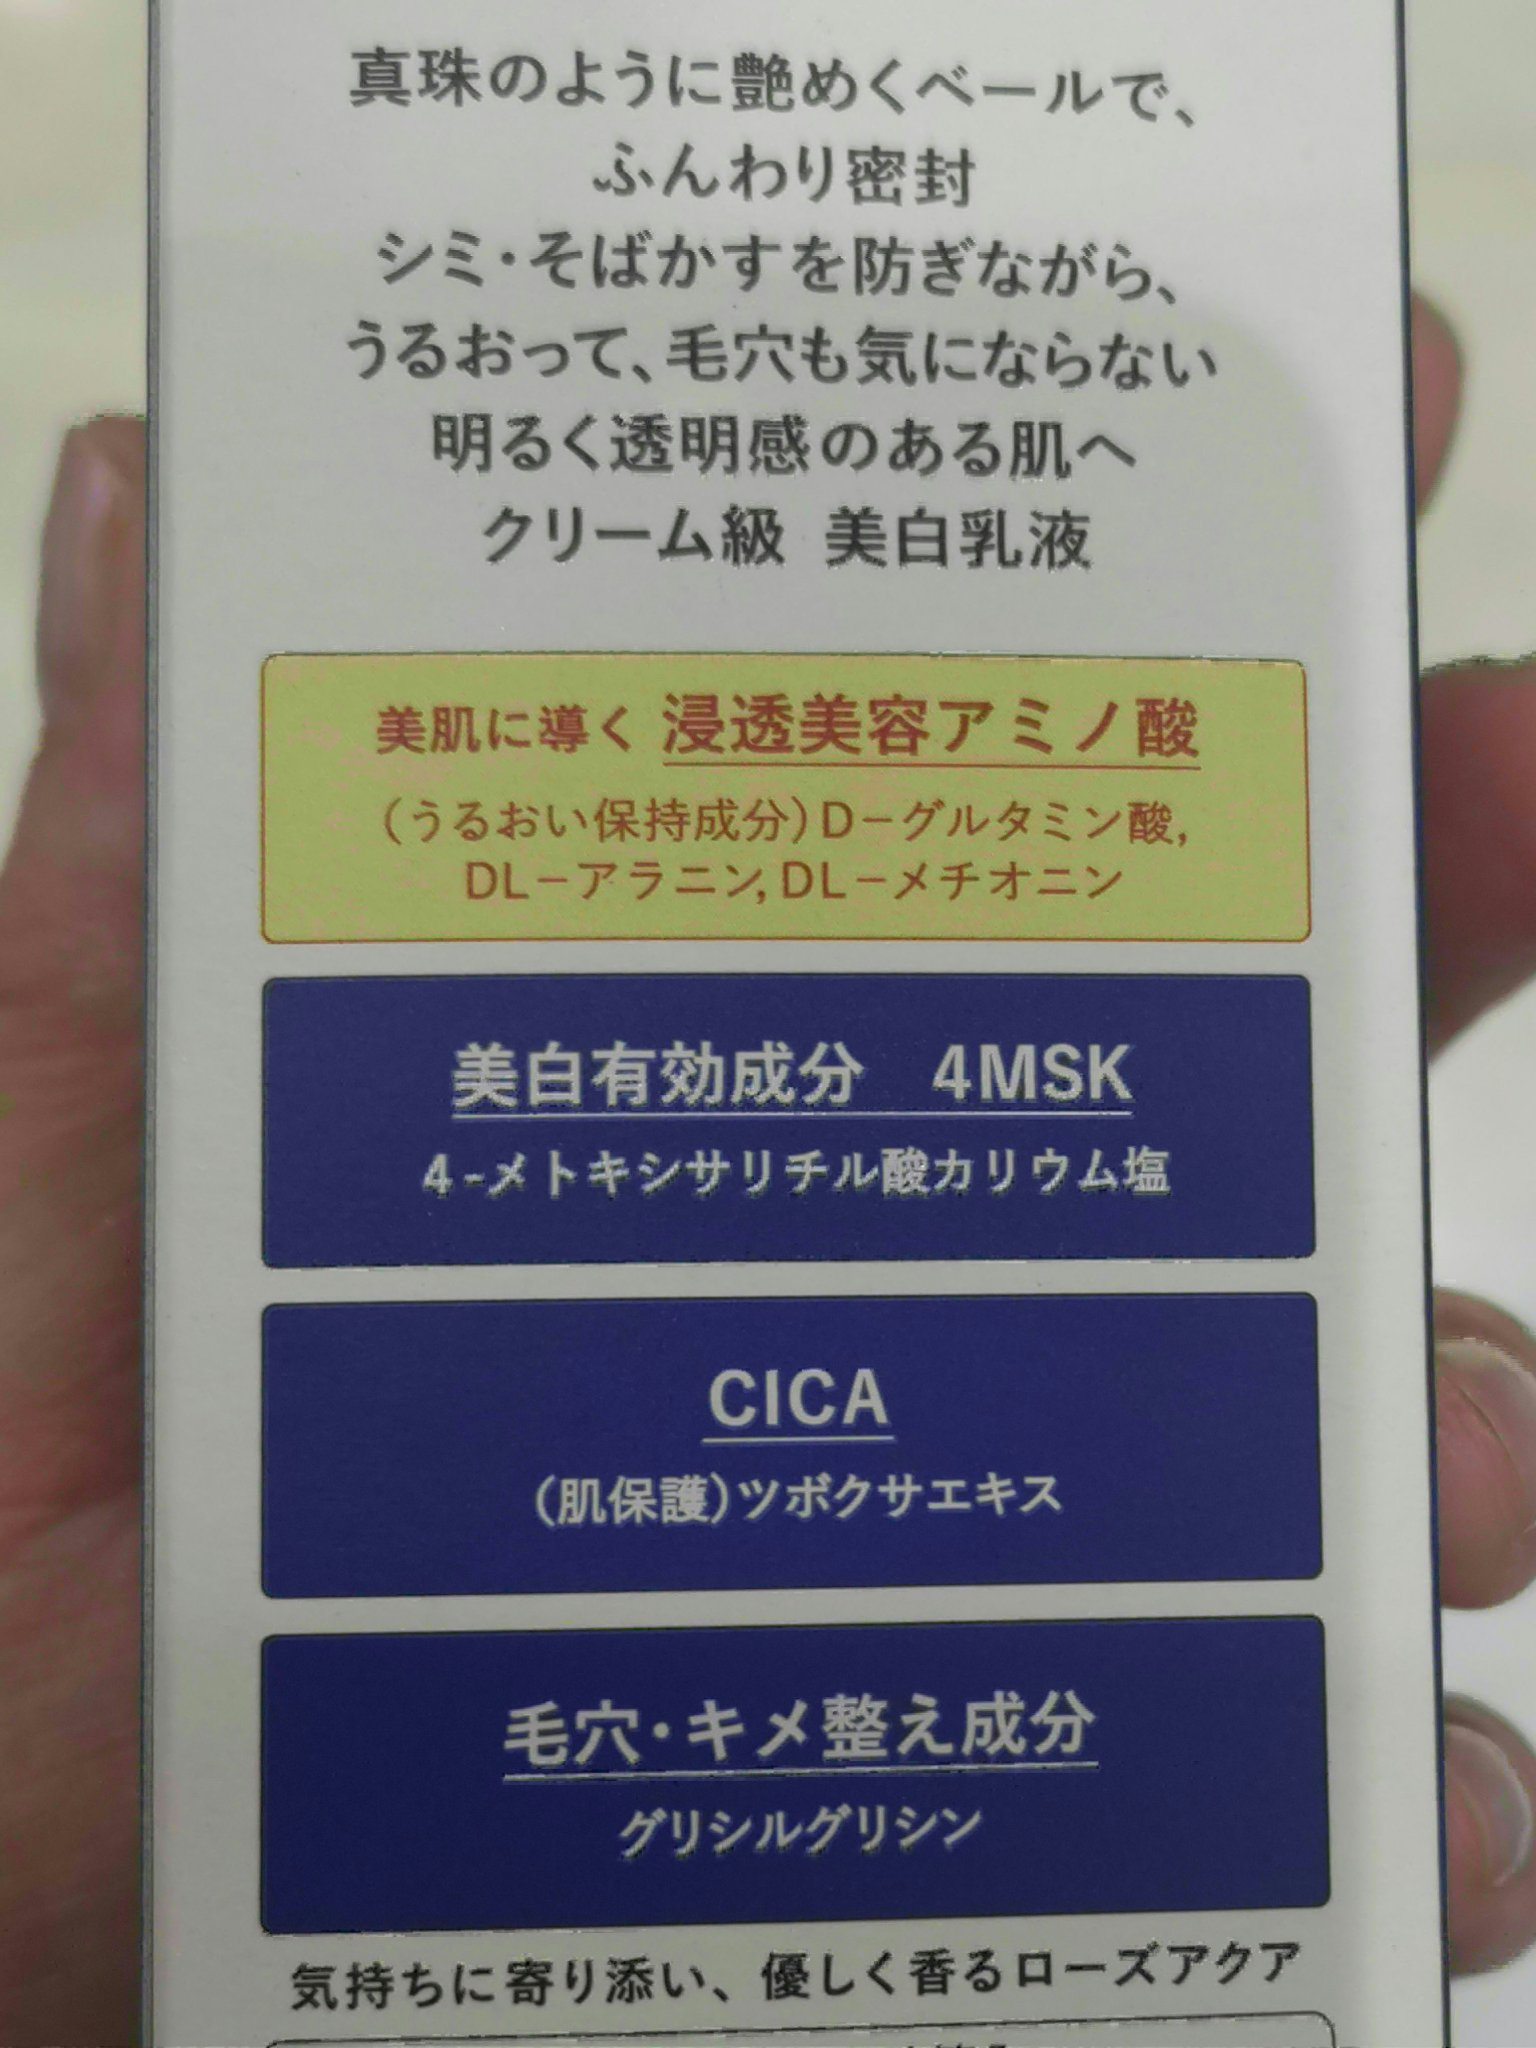 真珠のように艶めくベールで、
ふんわり密封
シミ・そばかすを防ぎながら、
うるおって、毛穴も気にならない
明るく透明感のある肌へ
クリーム級 美白乳液
美肌に導く 浸透美容アミノ酸
(うるおい保持成分)D-グルタミン酸,
DL-アラニン,DL-メチオニン
美白有効成分 4MSK
4-メトキシサリチル酸カリウム塩
CICA
(肌保護)ツボクサエキス
毛穴・キメ整え成分
グリシルグリシン
気持ちに寄り添い、優しく香るローズアクア